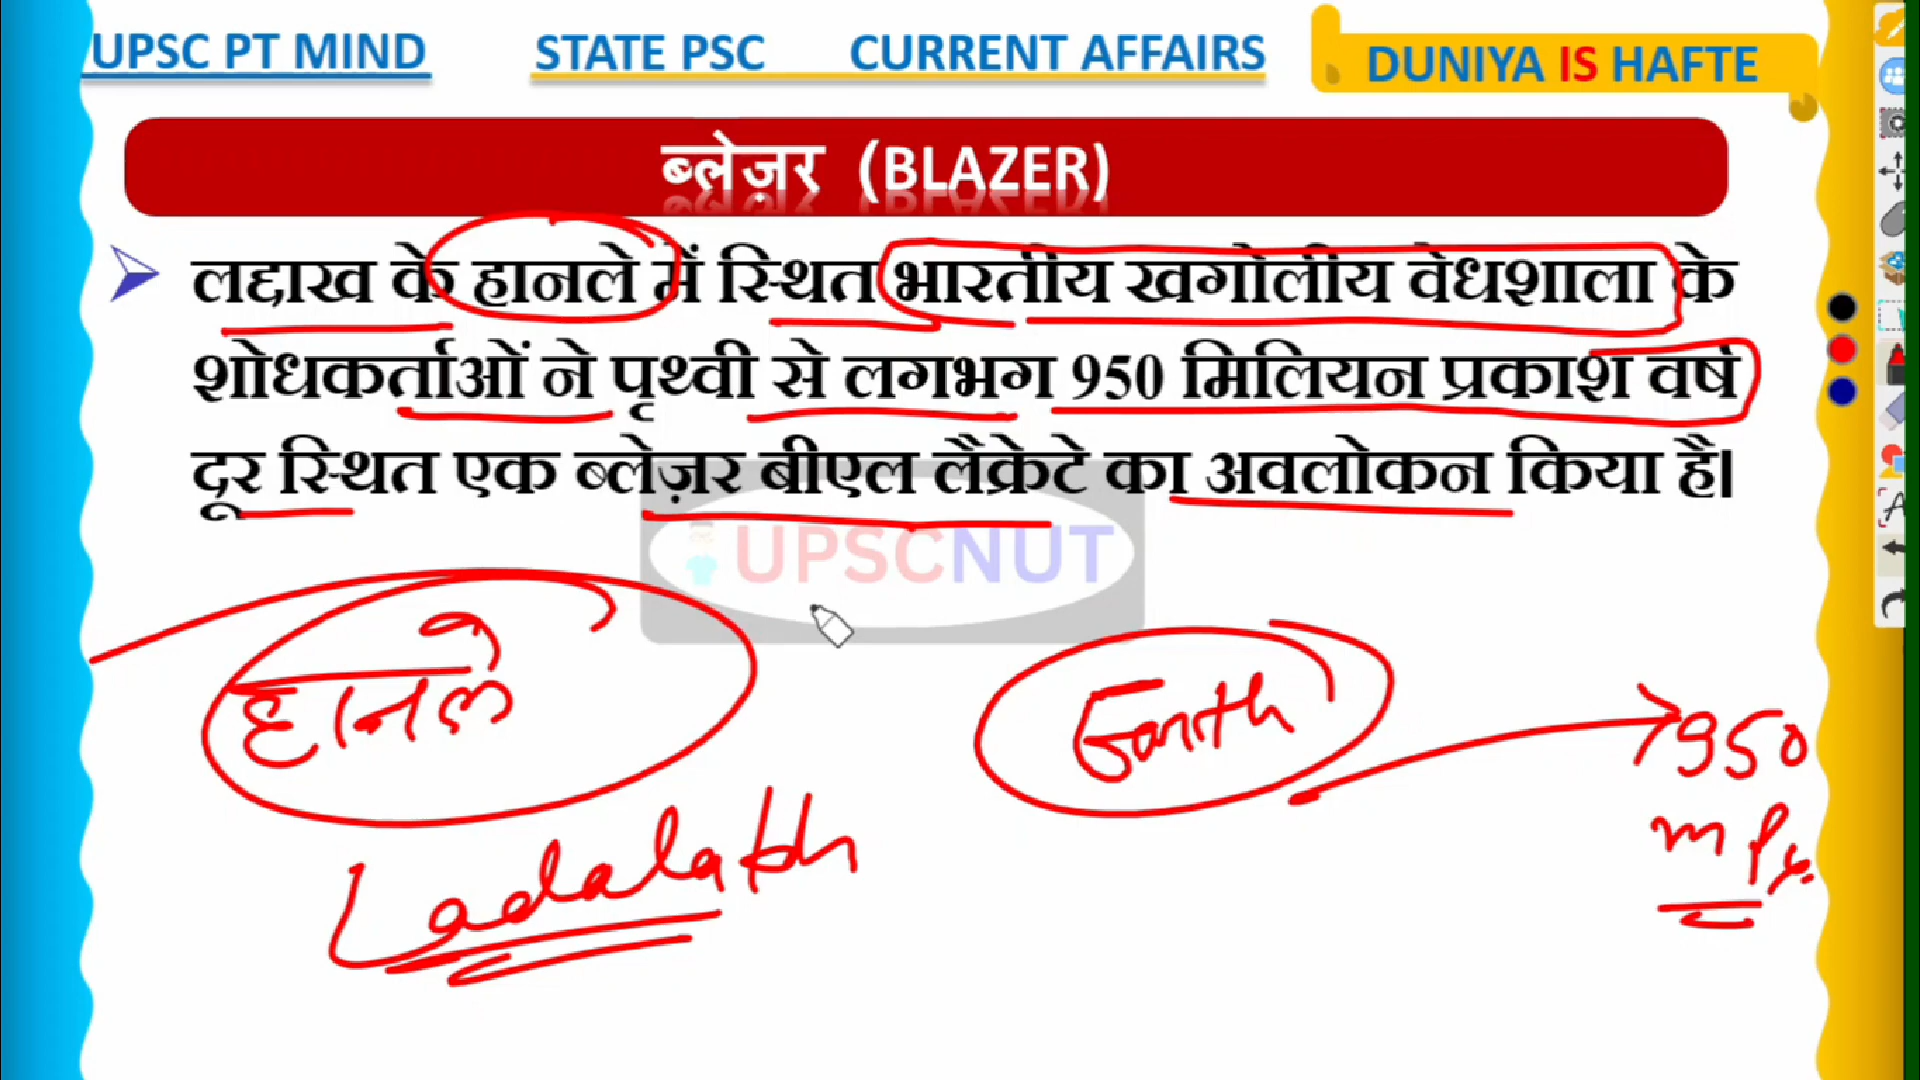 UPSC PT MIND STATE PSC CURRENT AFFAIRS DUNIYA IS HAFTE
ब्लेज़र (BLAZER)
लद्दाख के हानले में स्थित भारतीय खगोलीय वेधशाला के
शोधकर्ताओं ने पृथ्वी से लगभग 950 मिलियन प्रकाश वर्ष
दूर स्थित एक ब्लेज़र बीएल लैक्रेटे का अवलोकन किया है।
UPSCNUT
हानले Earth 950
Ladalakh